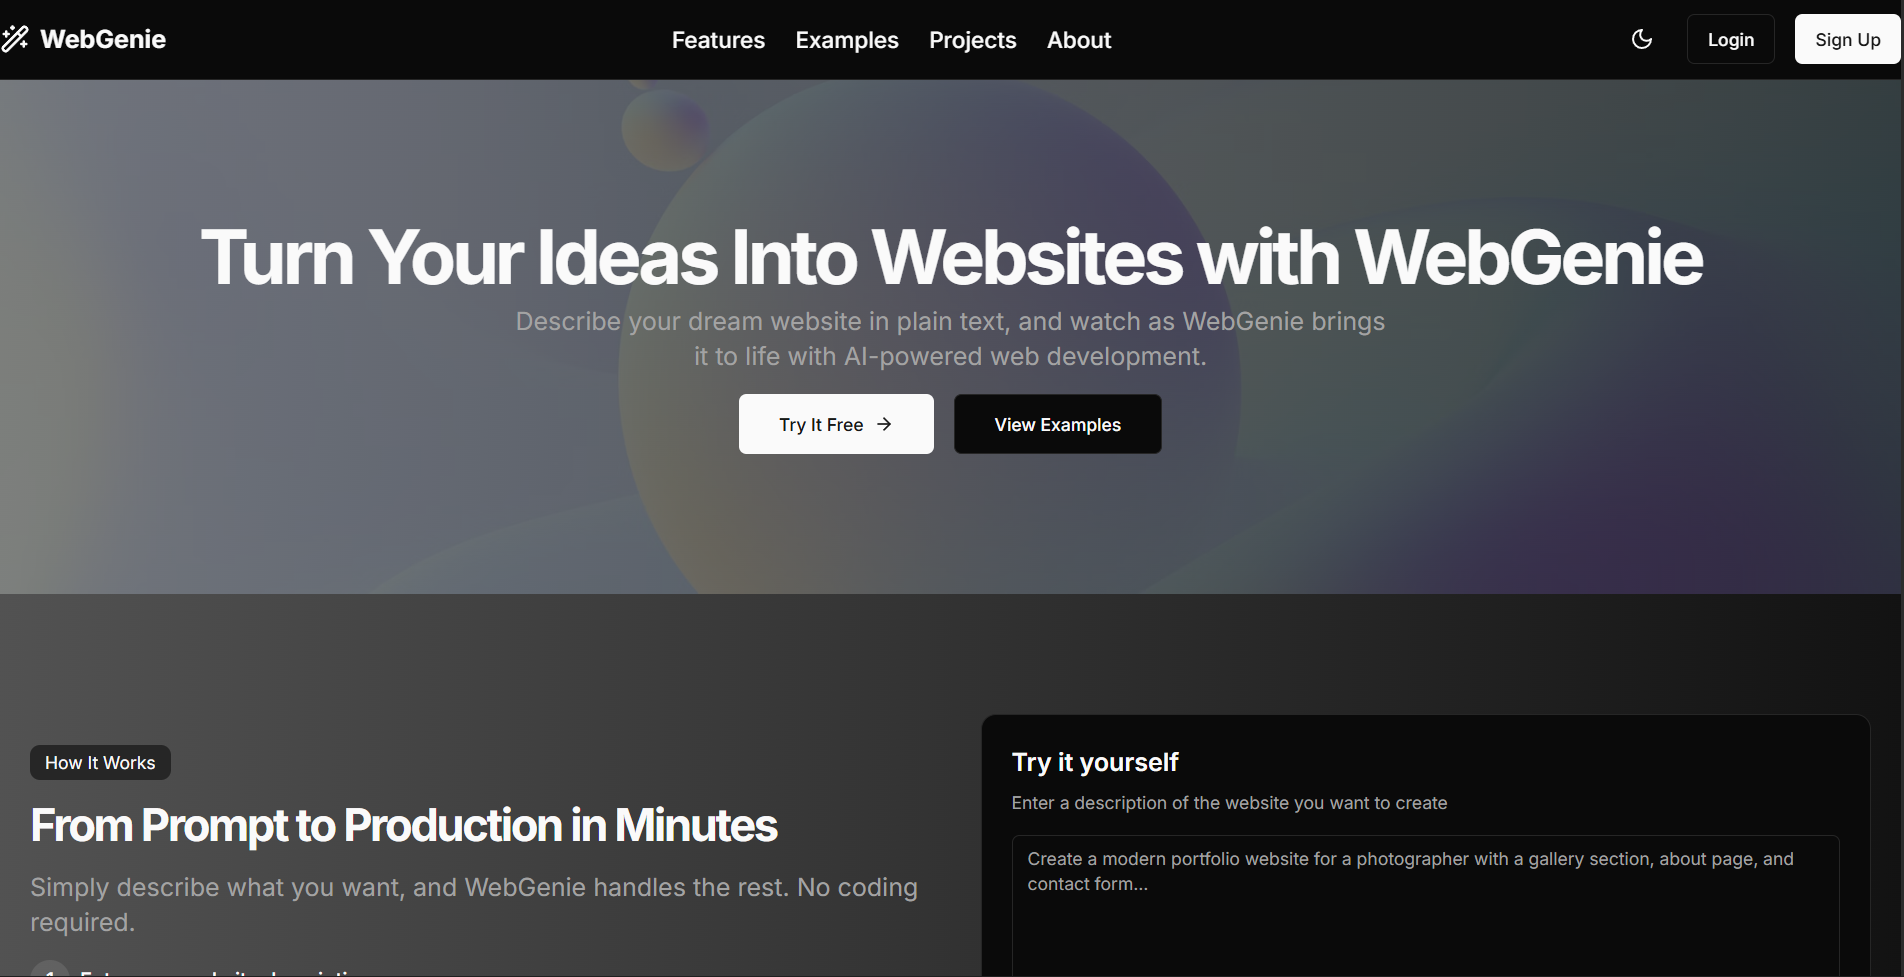 WebGenie
Features Examples Projects About
Login
Sign Up
Turn Your Ideas Into Websites with WebGenie
Describe your dream website in plain text, and watch as WebGenie brings
it to life with AI-powered web development.
Try It Free →
View Examples
How It Works
From Prompt to Production in Minutes
Simply describe what you want, and WebGenie handles the rest. No coding
required.
Try it yourself
Enter a description of the website you want to create
Create a modern portfolio website for a photographer with a gallery section, about page, and
contact form...